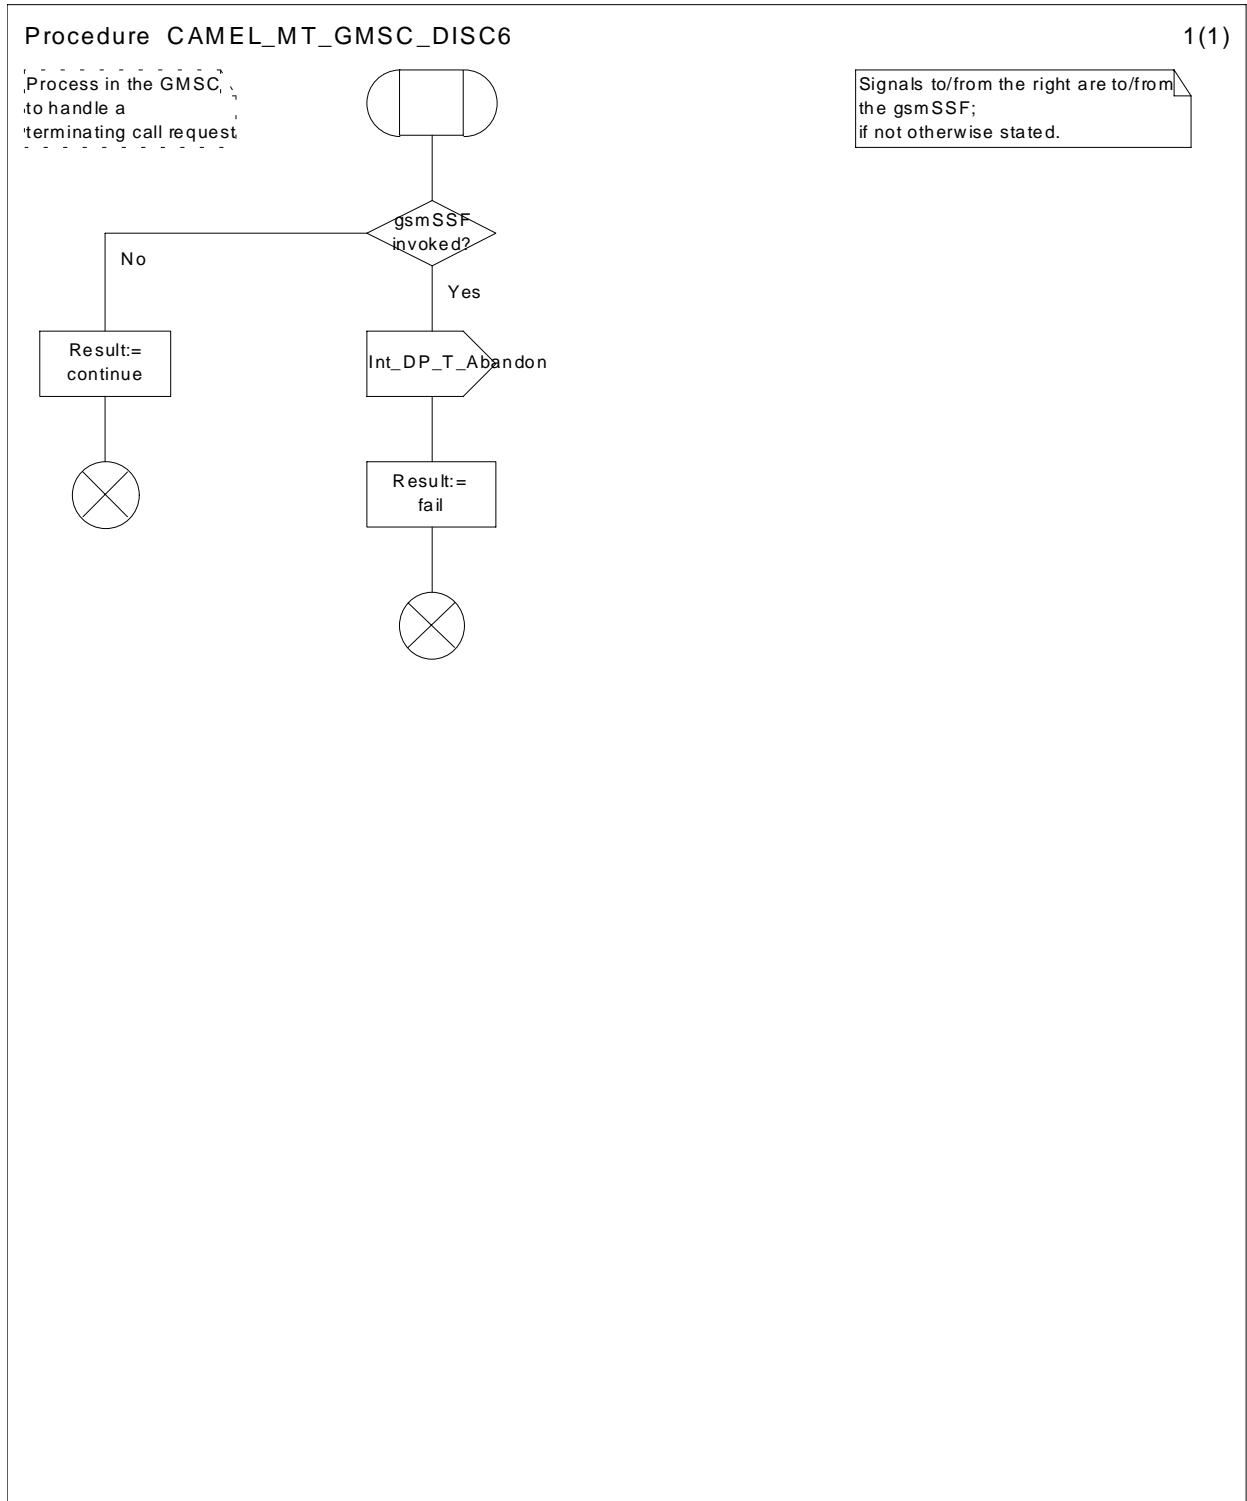 Procedure CAMEL_MT_GMSC_DISC6
1(1)
Process in the GMSC
to handle a
terminating call request
Signals to/from the right are to/from
the gsmSSF;
if not otherwise stated.
gsmSSF
invoked?
No
Yes
Result:=
continue
Int_DP_T_Abandon
Result:=
fail